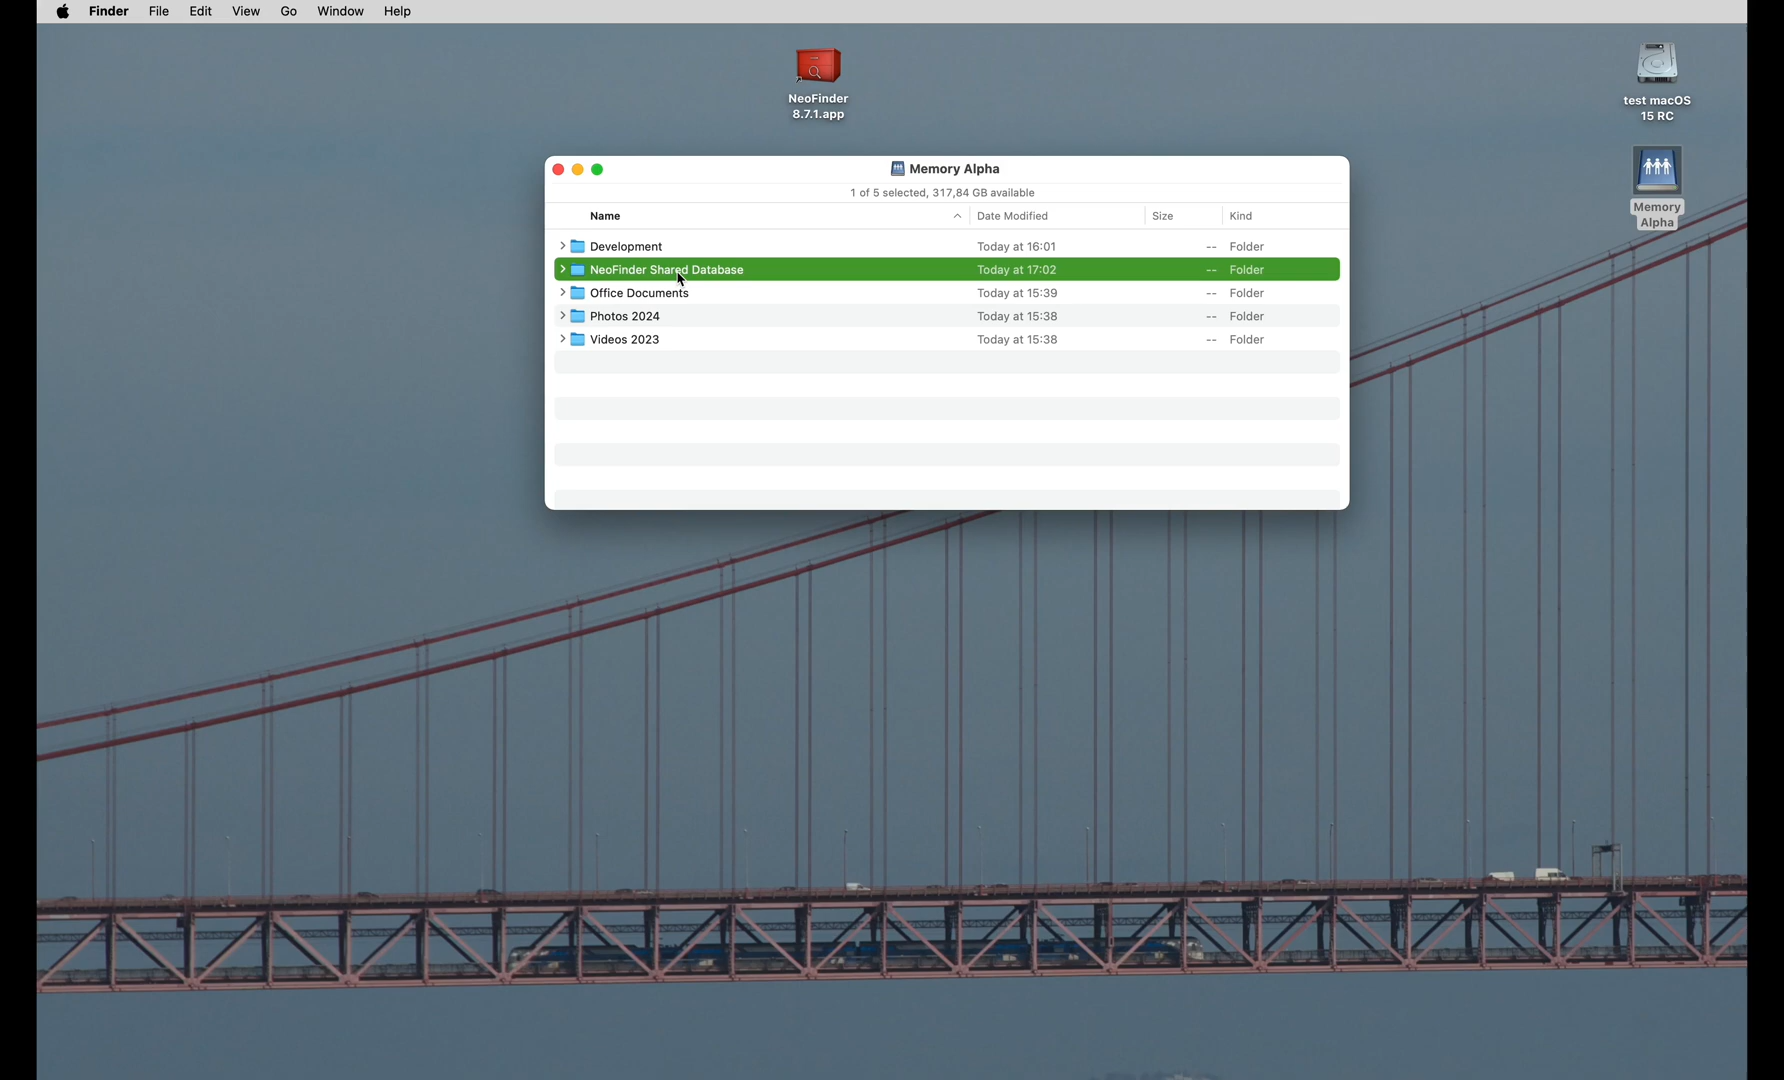 Finder File Edit View Go Window Help
NeoFinder
8.7.1.app
test macOS
15 RC
Memory
Alpha
Memory Alpha
1 of 5 selected, 317,84 GB available
Name Date Modified Size Kind
Development Today at 16:01 -- Folder
NeoFinder Shared Database Today at 17:02 -- Folder
Office Documents Today at 15:39 -- Folder
Photos 2024 Today at 15:38 -- Folder
Videos 2023 Today at 15:38 -- Folder